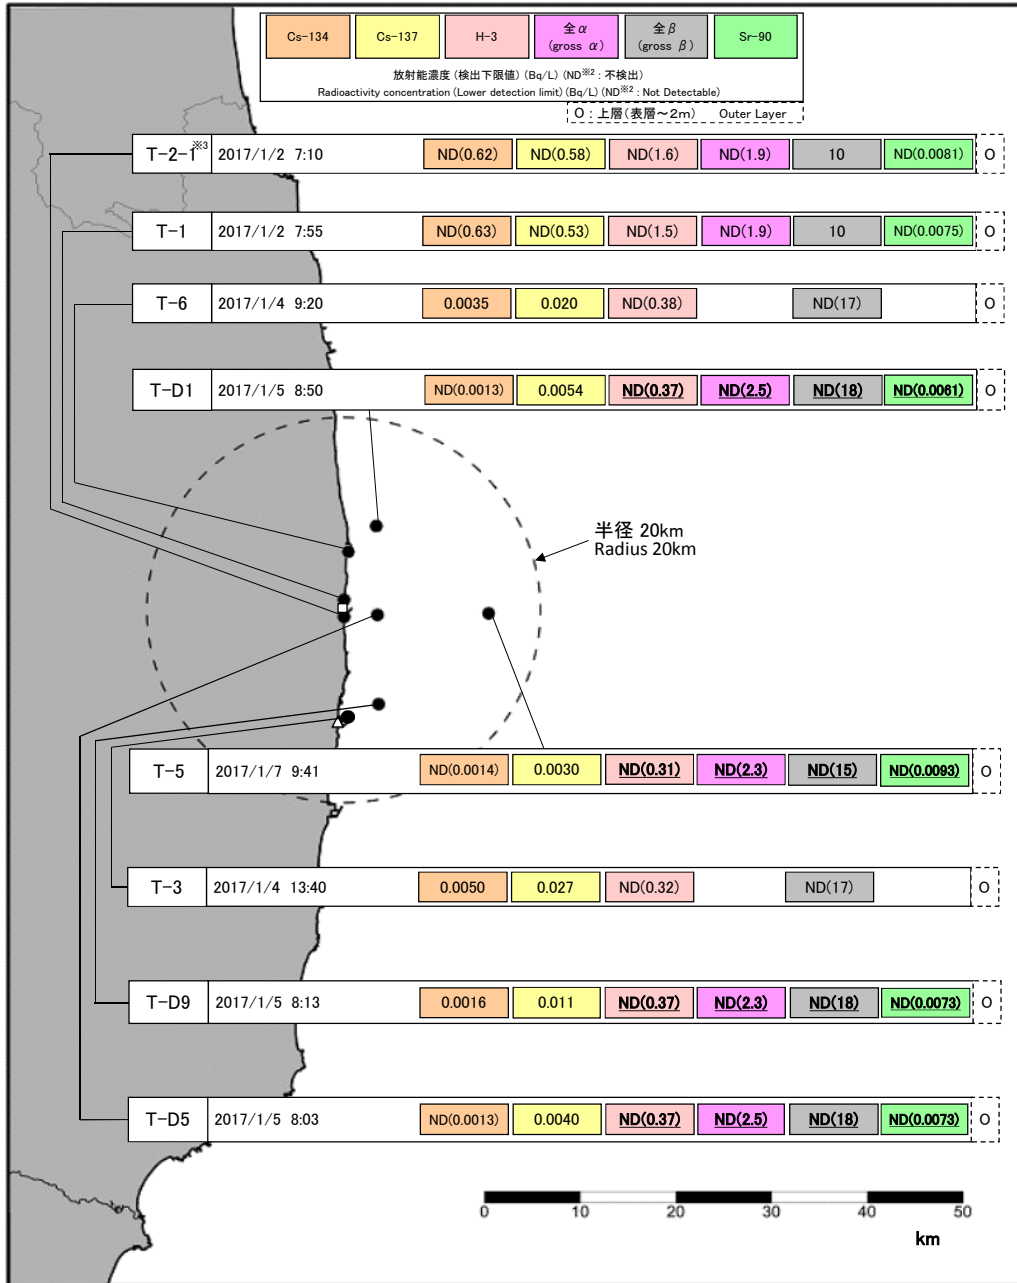 Cs-134 Cs-137 H-3 全α 全β Sr-90
(gross α) (gross β)
放射能濃度 (検出下限値) (Bq/L) (ND※2 : 不検出)
Radioactivity concentration (Lower detection limit) (Bq/L) (ND※2 : Not Detectable)
O : 上層(表層～2m) Outer Layer
T-2-1※3 2017/1/2 7:10 ND(0.62) ND(0.58) ND(1.6) ND(1.9) 10 ND(0.0081) O
T-1 2017/1/2 7:55 ND(0.63) ND(0.53) ND(1.5) ND(1.9) 10 ND(0.0075) O
T-6 2017/1/4 9:20 0.0035 0.020 ND(0.38) ND(17) O
T-D1 2017/1/5 8:50 ND(0.0013) 0.0054 ND(0.37) ND(2.5) ND(18) ND(0.0061) O
半径 20km
Radius 20km
T-5 2017/1/7 9:41 ND(0.0014) 0.0030 ND(0.31) ND(2.3) ND(15) ND(0.0093) O
T-3 2017/1/4 13:40 0.0050 0.027 ND(0.32) ND(17) O
T-D9 2017/1/5 8:13 0.0016 0.011 ND(0.37) ND(2.3) ND(18) ND(0.0073) O
T-D5 2017/1/5 8:03 ND(0.0013) 0.0040 ND(0.37) ND(2.5) ND(18) ND(0.0073) O
0 10 20 30 40 50
km